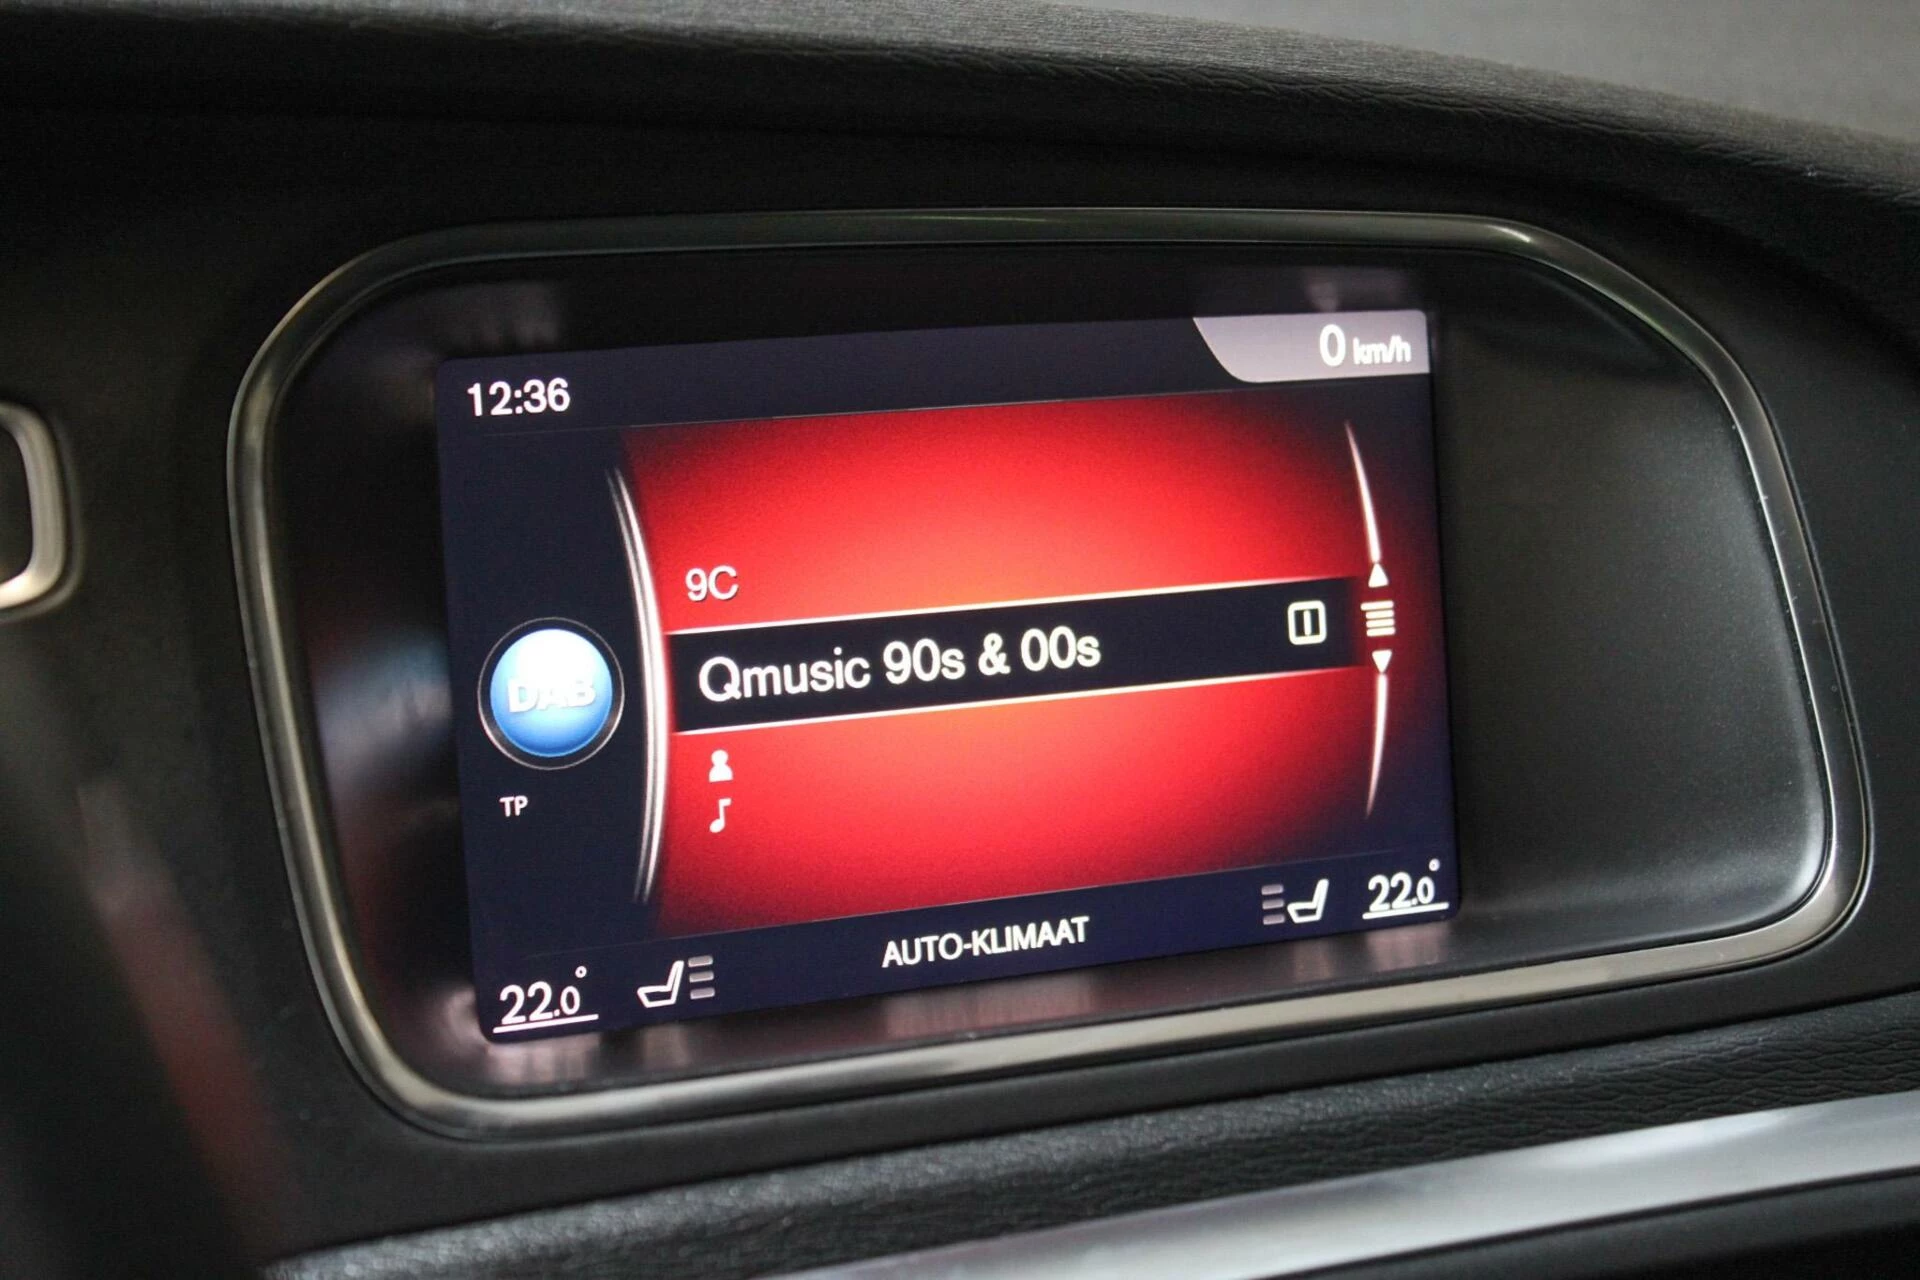 0 km/h
12:36
9C
Qmusic 90s & 00s
DAB
TP
AUTO-KLIMAAT
22.0°
22.0°